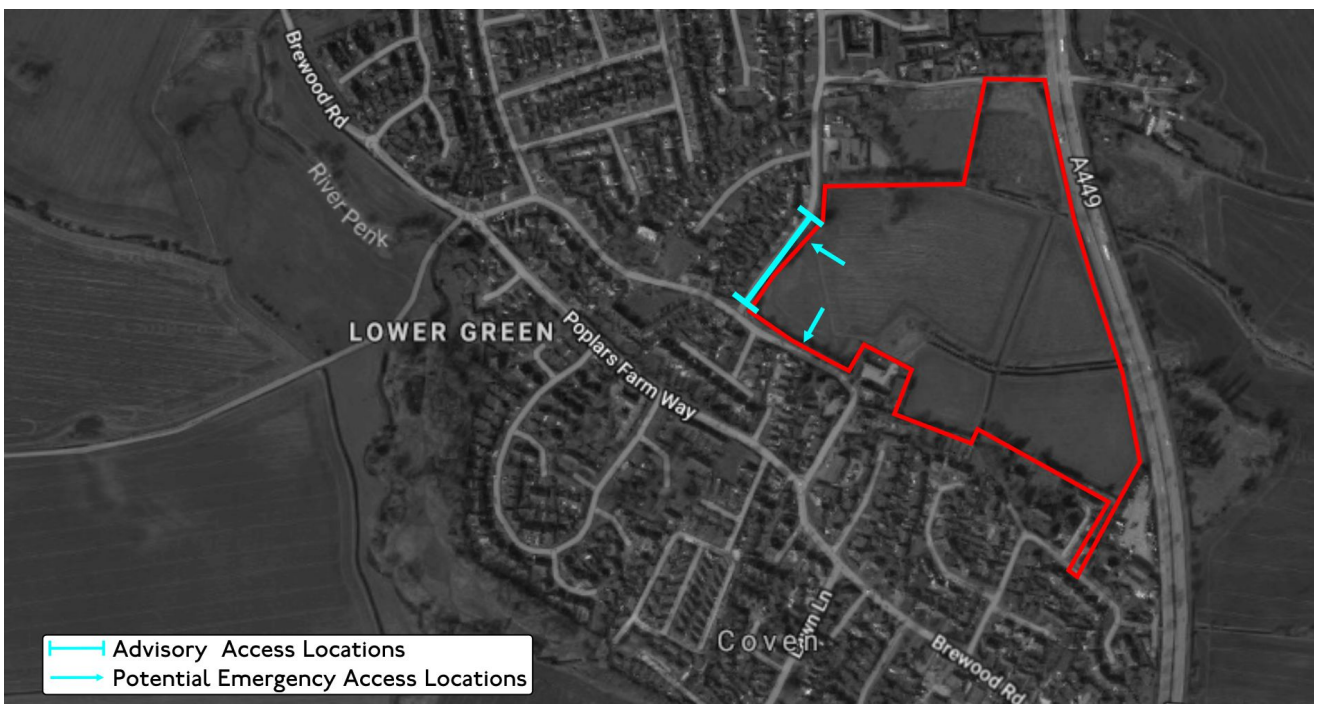 Brewood Rd
River Penk
A449
LOWER GREEN
Poplars Farm Way
Coven
Lawn Ln
Brewood Rd
Advisory Access Locations
Potential Emergency Access Locations